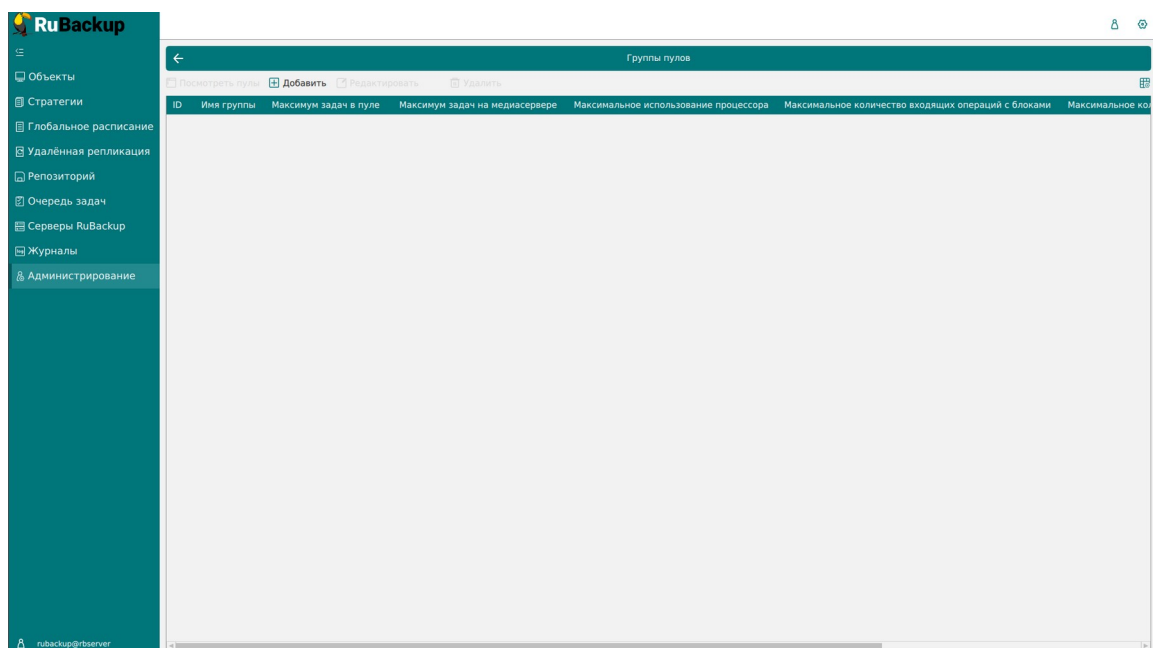 RuBackup
Группы пулов
Объекты
Посмотреть пулы Добавить Редактировать Удалить
Стратегии
ID Имя группы Максимум задач в пуле Максимум задач на медиасервере Максимальное использование процессора Максимальное количество входящих операций с блоками Максимальное
Глобальное расписание
Удалённая репликация
Репозиторий
Очередь задач
Серверы RuBackup
Журналы
Администрирование
rubackup@rbserver